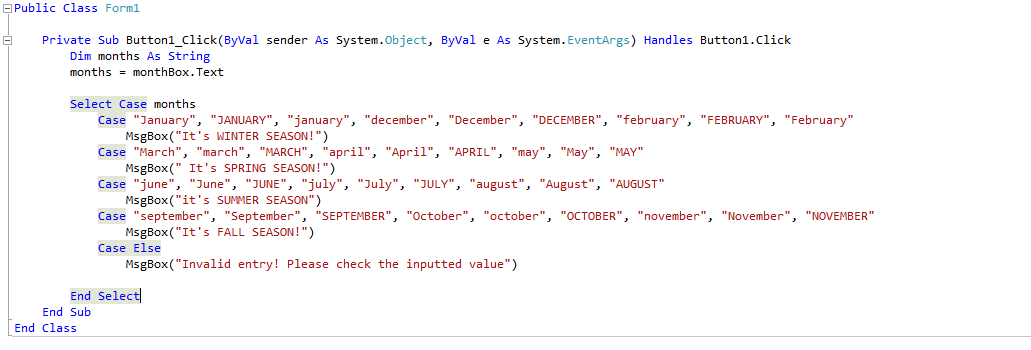 Public Class Form1
Private Sub Button1_Click(ByVal sender As System.Object, ByVal e As System.EventArgs) Handles Button1.Click
Dim months As String
months = monthBox.Text
Select Case months
Case "January", "JANUARY", "january", "december", "December", "DECEMBER", "february", "FEBRUARY", "February"
MsgBox("It's WINTER SEASON!")
Case "March", "march", "MARCH", "april", "April", "APRIL", "may", "May", "MAY"
MsgBox(" It's SPRING SEASON!")
Case "june", "June", "JUNE", "july", "July", "JULY", "august", "August", "AUGUST"
MsgBox("it's SUMMER SEASON")
Case "september", "September", "SEPTEMBER", "October", "october", "OCTOBER", "november", "November", "NOVEMBER"
MsgBox("It's FALL SEASON!")
Case Else
MsgBox("Invalid entry! Please check the inputted value")
End Select
End Sub
End Class